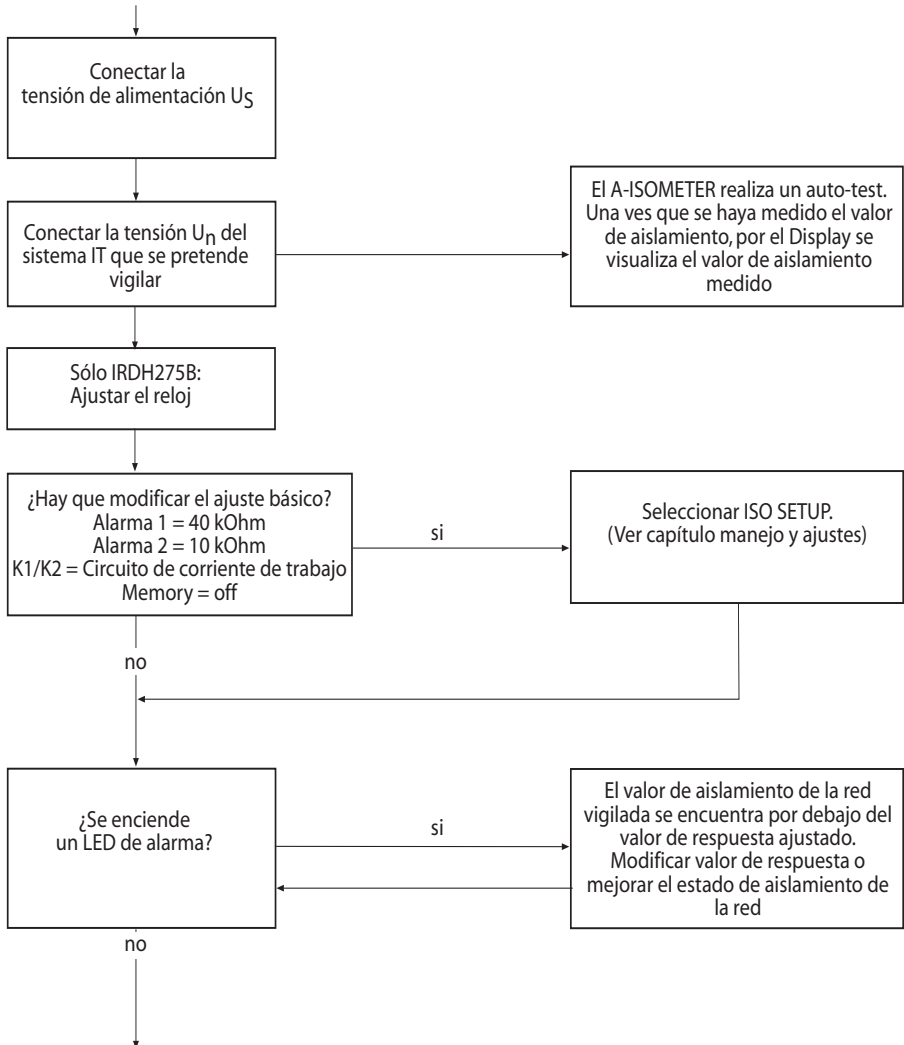 Conectar la
tensión de alimentación US
Conectar la tensión Un del
sistema IT que se pretende
vigilar
El A-ISOMETER realiza un auto-test.
Una ves que se haya medido el valor
de aislamiento, por el Display se
visualiza el valor de aislamiento
medido
Sólo IRDH275B:
Ajustar el reloj
¿Hay que modificar el ajuste básico?
Alarma 1 = 40 kOhm
Alarma 2 = 10 kOhm
K1/K2 = Circuito de corriente de trabajo
Memory = off
si
Seleccionar ISO SETUP.
(Ver capítulo manejo y ajustes)
no
¿Se enciende
un LED de alarma?
si
El valor de aislamiento de la red
vigilada se encuentra por debajo del
valor de respuesta ajustado.
Modificar valor de respuesta o
mejorar el estado de aislamiento de
la red
no